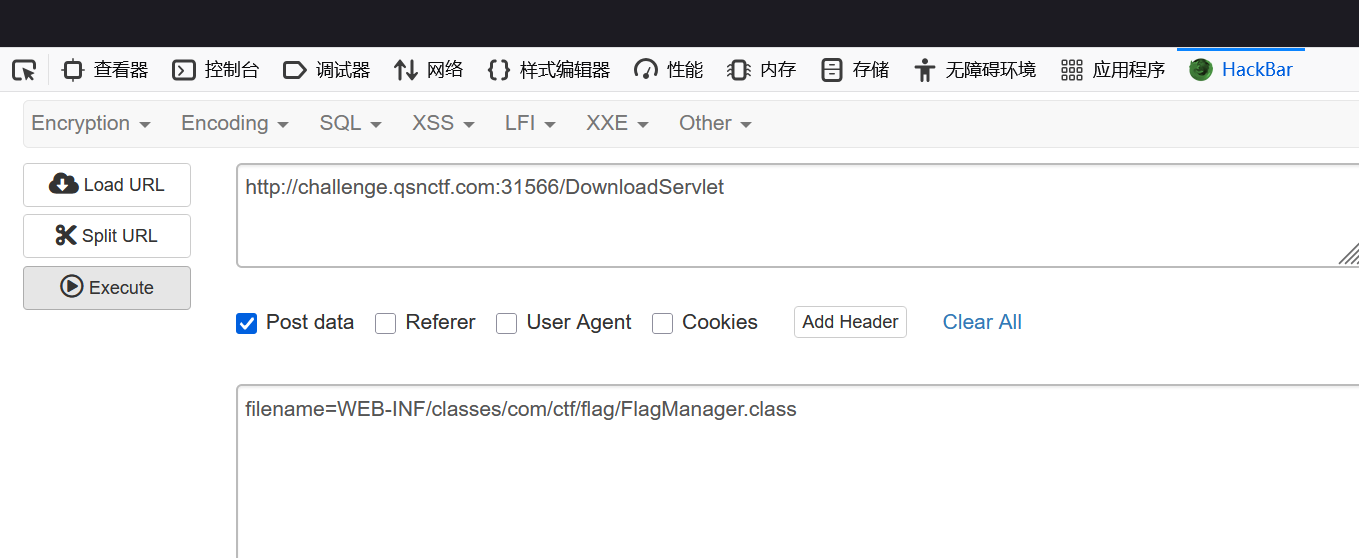 查看器 控制台 调试器 网络 样式编辑器 性能 内存 存储 无障碍环境 应用程序 HackBar
Encryption Encoding SQL XSS LFI XXE Other
Load URL
http://challenge.qsnctf.com:31566/DownloadServlet
Split URL
Execute
Post data Referer User Agent Cookies Add Header Clear All
filename=WEB-INF/classes/com/ctf/flag/FlagManager.class